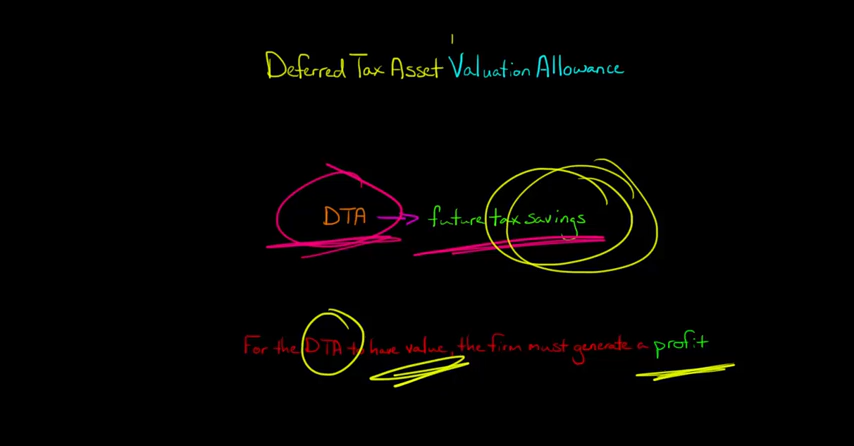 Deferred Tax Asset Valuation Allowance
DTA → future tax savings
For the DTA to have value, the firm must generate a profit